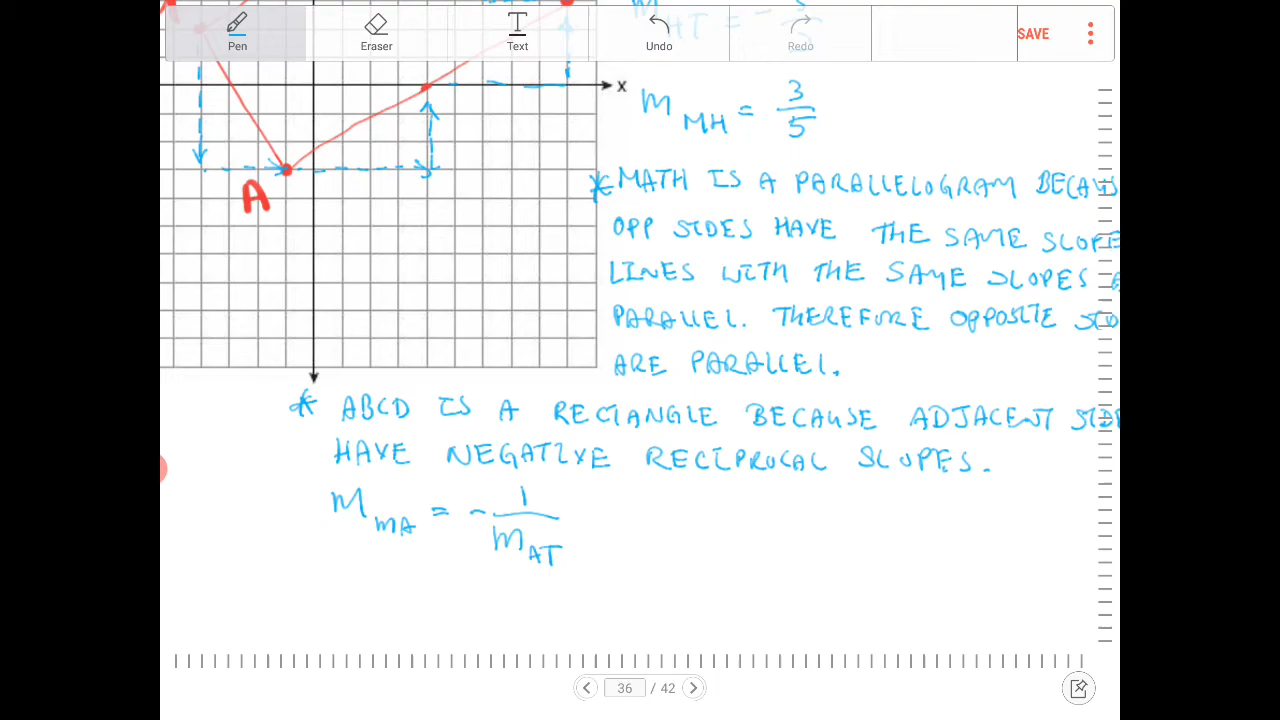 Pen Eraser Text Undo Redo SAVE
x
M MH = 3/5
A
* MATH IS A PARALLELOGRAM BECAUS
OPP SIDES HAVE THE SAME SLOPE
LINES WITH THE SAME SLOPES A
PARALLEL. THEREFORE OPPOSITE SID
ARE PARALLEL.
* ABCD IS A RECTANGLE BECAUSE ADJACENT SIDE
HAVE NEGATIVE RECIPROCAL SLOPES.
M MA = - 1/M AT
36 / 42